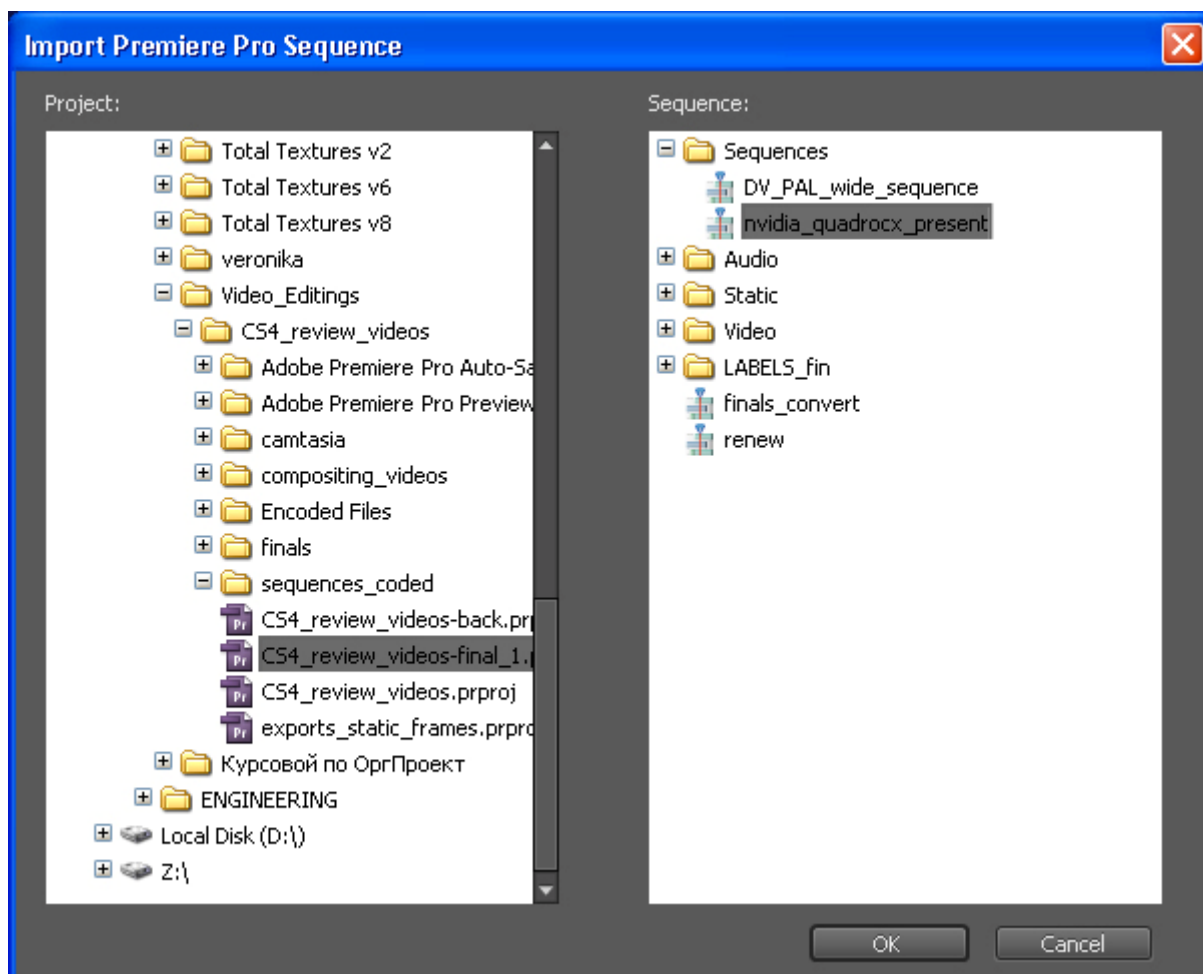 Import Premiere Pro Sequence
Project:
Total Textures v2
Total Textures v6
Total Textures v8
veronika
Video_Editings
CS4_review_videos
Adobe Premiere Pro Auto-Sa
Adobe Premiere Pro Preview
camtasia
compositing_videos
Encoded Files
finals
sequences_coded
CS4_review_videos-back.prp
CS4_review_videos-final_1.p
CS4_review_videos.prproj
exports_static_frames.prpro
Курсовой по ОргПроект
ENGINEERING
Local Disk (D:\)
Z:\
Sequence:
Sequences
DV_PAL_wide_sequence
nvidia_quadrocx_present
Audio
Static
Video
LABELS_fin
finals_convert
renew
OK
Cancel